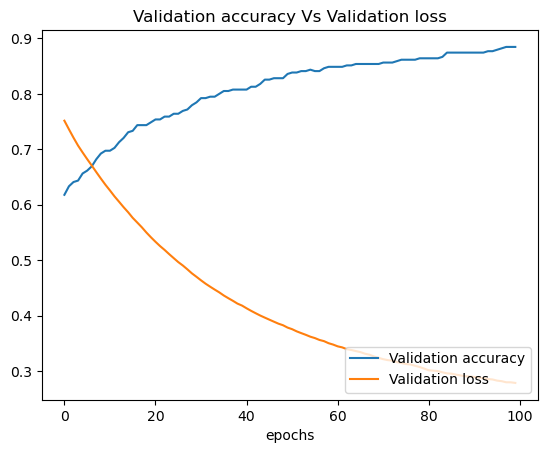 Validation accuracy Vs Validation loss
0.9
0.8
0.7
0.6
0.5
0.4
0.3
Validation accuracy
Validation loss
0 20 40 60 80 100
epochs